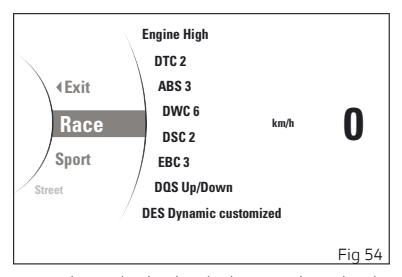 Engine High
DTC 2
Exit
ABS 3
Race
DWC 6
km/h
0
DSC 2
Sport
EBC 3
Street
DQS Up/Down
DES Dynamic customized
Fig 54